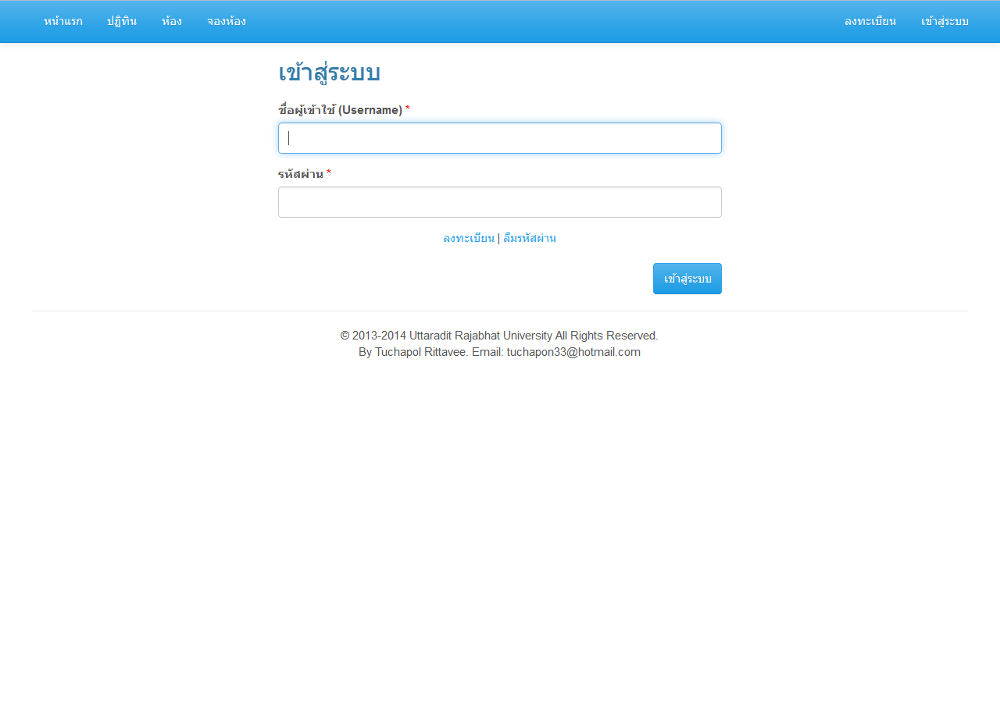 หน้าแรก ปฏิทิน ห้อง จองห้อง ลงทะเบียน เข้าสู่ระบบ
เข้าสู่ระบบ
ชื่อผู้เข้าใช้ (Username) *
รหัสผ่าน *
ลงทะเบียน | ลืมรหัสผ่าน
เข้าสู่ระบบ
© 2013-2014 Uttaradit Rajabhat University All Rights Reserved.
By Tuchapol Rittavee. Email: tuchapon33@hotmail.com